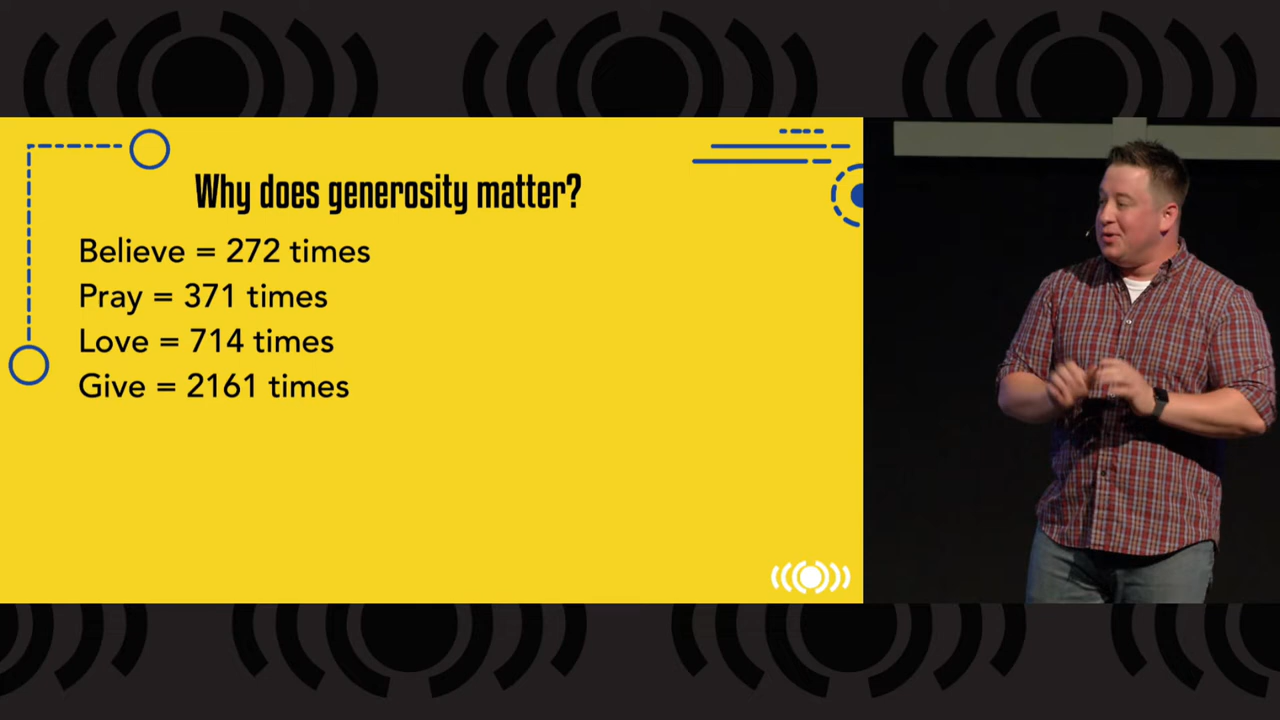 Why does generosity matter?
Believe = 272 times
Pray = 371 times
Love = 714 times
Give = 2161 times